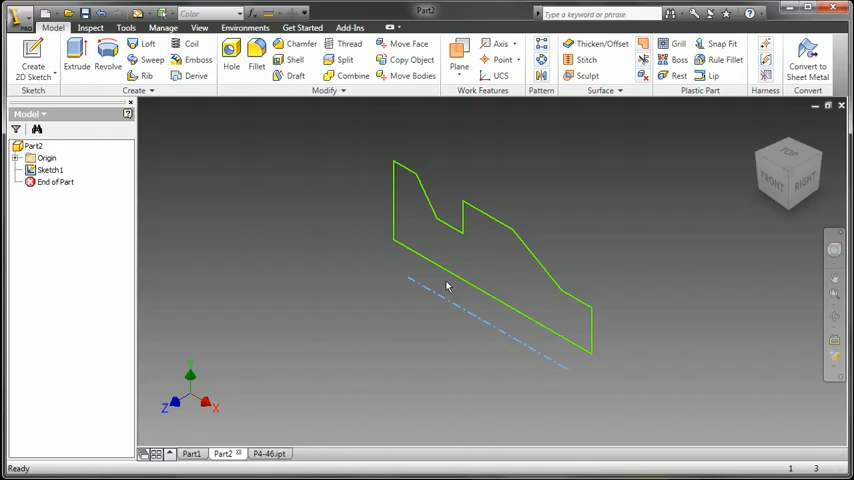 Color
Part2
Type a keyword or phrase
PRO
Model Inspect Tools Manage View Environments Get Started Add-Ins
Create
2D Sketch
Extrude
Revolve
Loft
Sweep
Rib
Coil
Emboss
Derive
Hole
Fillet
Chamfer
Shell
Draft
Thread
Split
Combine
Move Face
Copy Object
Move Bodies
Plane
Axis
Point
UCS
Thicken/Offset
Stitch
Sculpt
Grill
Boss
Rest
Snap Fit
Rule Fillet
Lip
Convert to
Sheet Metal
Sketch Create Modify Work Features Pattern Surface Plastic Part Harness Convert
Model
Part2
Origin
Sketch1
End of Part
TOP
FRONT
RIGHT
Y
Z
X
Part1 Part2 P4-46.ipt
Ready
1 3